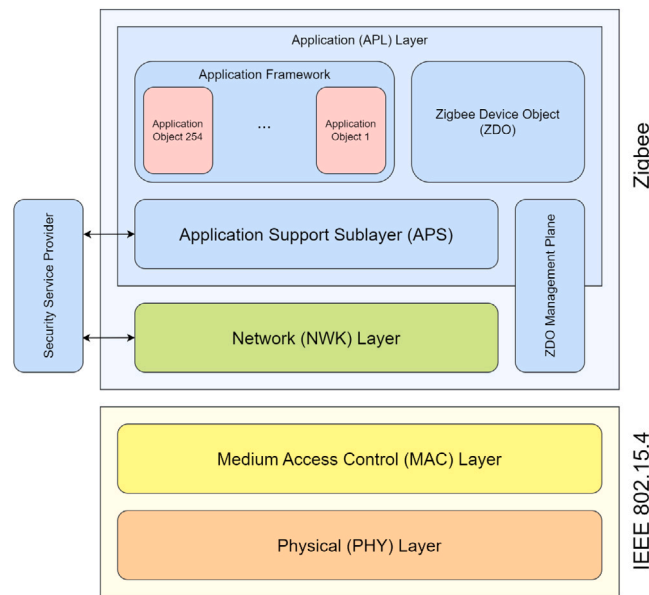 Application (APL) Layer
Application Framework
Application
Object 254
...
Application
Object 1
Zigbee Device Object
(ZDO)
Zigbee
Security Service Provider
Application Support Sublayer (APS)
ZDO Management Plane
Network (NWK) Layer
Medium Access Control (MAC) Layer
Physical (PHY) Layer
IEEE 802.15.4